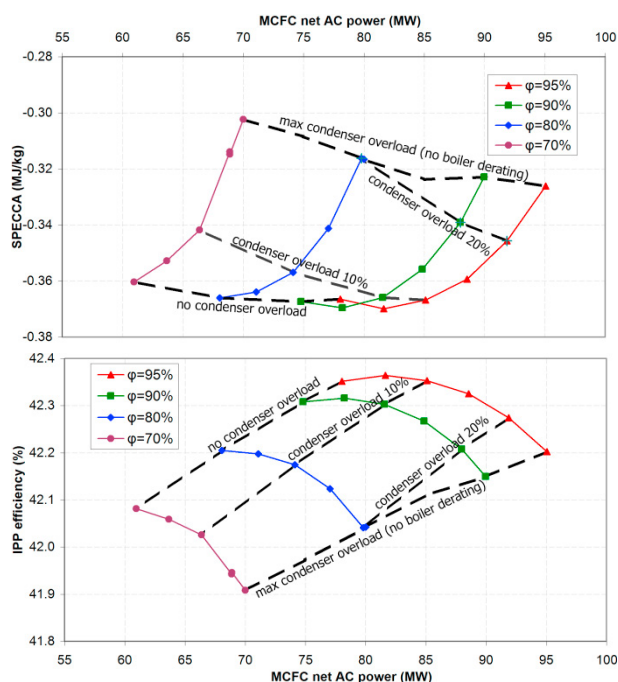 MCFC net AC power (MW)
55 60 65 70 75 80 85 90 95 100
-0.28
-0.30
-0.32
-0.34
-0.36
-0.38
SPECCA (MJ/kg)
φ=95%
φ=90%
φ=80%
φ=70%
max condenser overload (no boiler derating)
condenser overload 20%
condenser overload 10%
no condenser overload
42.4
42.3
42.2
42.1
42.0
41.9
41.8
IPP efficiency (%)
φ=95%
φ=90%
φ=80%
φ=70%
no condenser overload
condenser overload 10%
condenser overload 20%
max condenser overload (no boiler derating)
55 60 65 70 75 80 85 90 95 100
MCFC net AC power (MW)